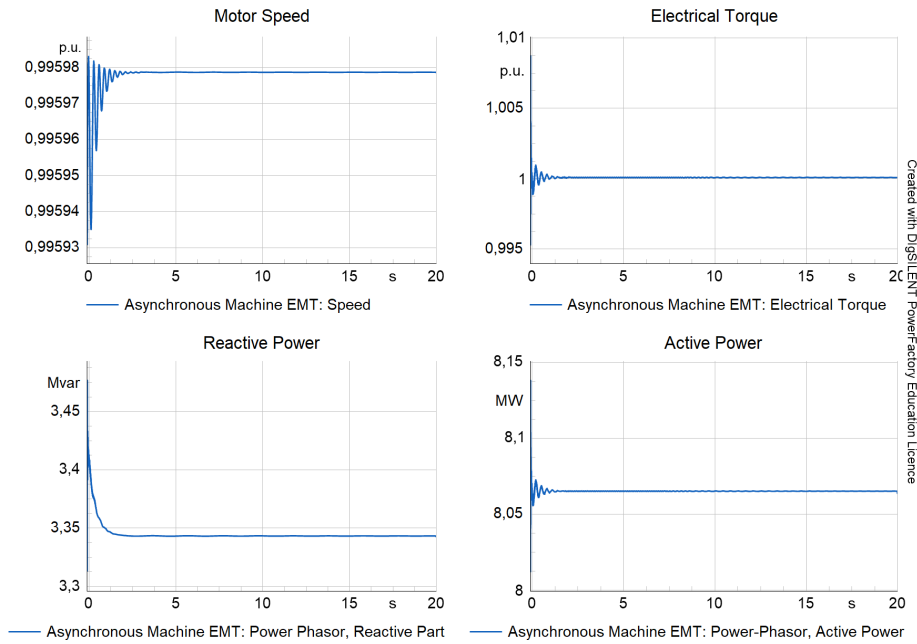 Motor Speed
p.u.
0,99598
0,99597
0,99596
0,99595
0,99594
0,99593
0 5 10 15 s 20
Asynchronous Machine EMT: Speed
Electrical Torque
1,01
p.u.
1,005
1
0,995
0 5 10 15 s 20
Asynchronous Machine EMT: Electrical Torque
Reactive Power
Mvar
3,45
3,4
3,35
3,3
0 5 10 15 s 20
Asynchronous Machine EMT: Power Phasor, Reactive Part
Active Power
8,15
MW
8,1
8,05
8
0 5 10 15 s 20
Asynchronous Machine EMT: Power-Phasor, Active Power
Created with DIgSILENT PowerFactory Education Licence